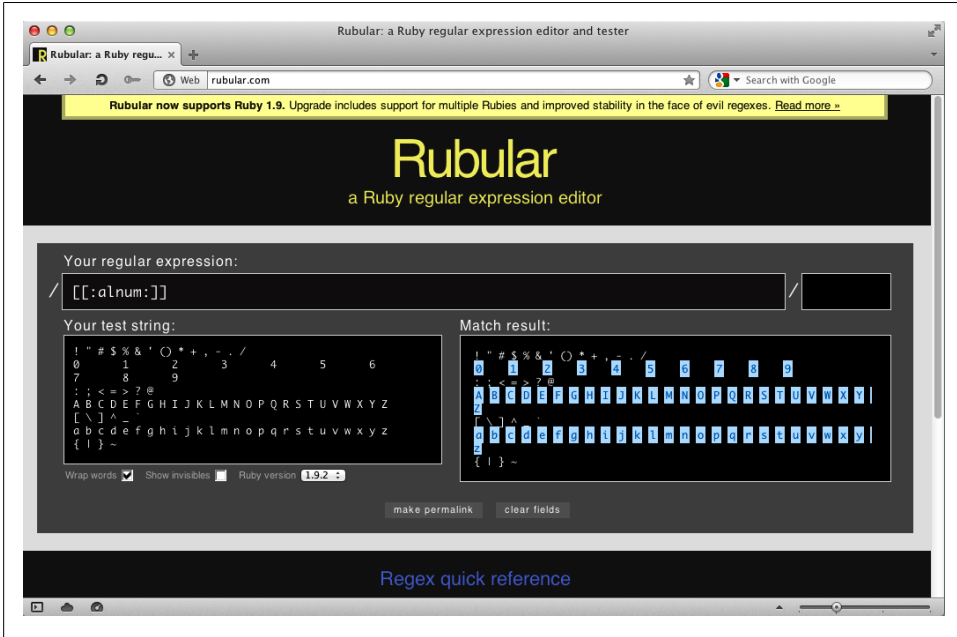 Rubular: a Ruby regular expression editor and tester
Rubular: a Ruby regu... ×
Web rubular.com
Search with Google
Rubular now supports Ruby 1.9. Upgrade includes support for multiple Rubies and improved stability in the face of evil regexes. Read more »
Rubular
a Ruby regular expression editor
Your regular expression:
/ [[:alnum:]] /
Your test string:
! " # $ % & ' () * + , - . /
0 1 2 3 4 5 6
7 8 9
: ; < = > ? @
A B C D E F G H I J K L M N O P Q R S T U V W X Y Z
[ \ ] ^ _ `
a b c d e f g h i j k l m n o p q r s t u v w x y z
{ | } ~
Match result:
! " # $ % & ' () * + , - . /
0 1 2 3 4 5 6 7 8 9
: ; < = > ? @
A B C D E F G H I J K L M N O P Q R S T U V W X Y
Z
[ \ ] ^ _ `
a b c d e f g h i j k l m n o p q r s t u v w x y
z
{ | } ~
Wrap words Show invisibles Ruby version 1.9.2
make permalink clear fields
Regex quick reference